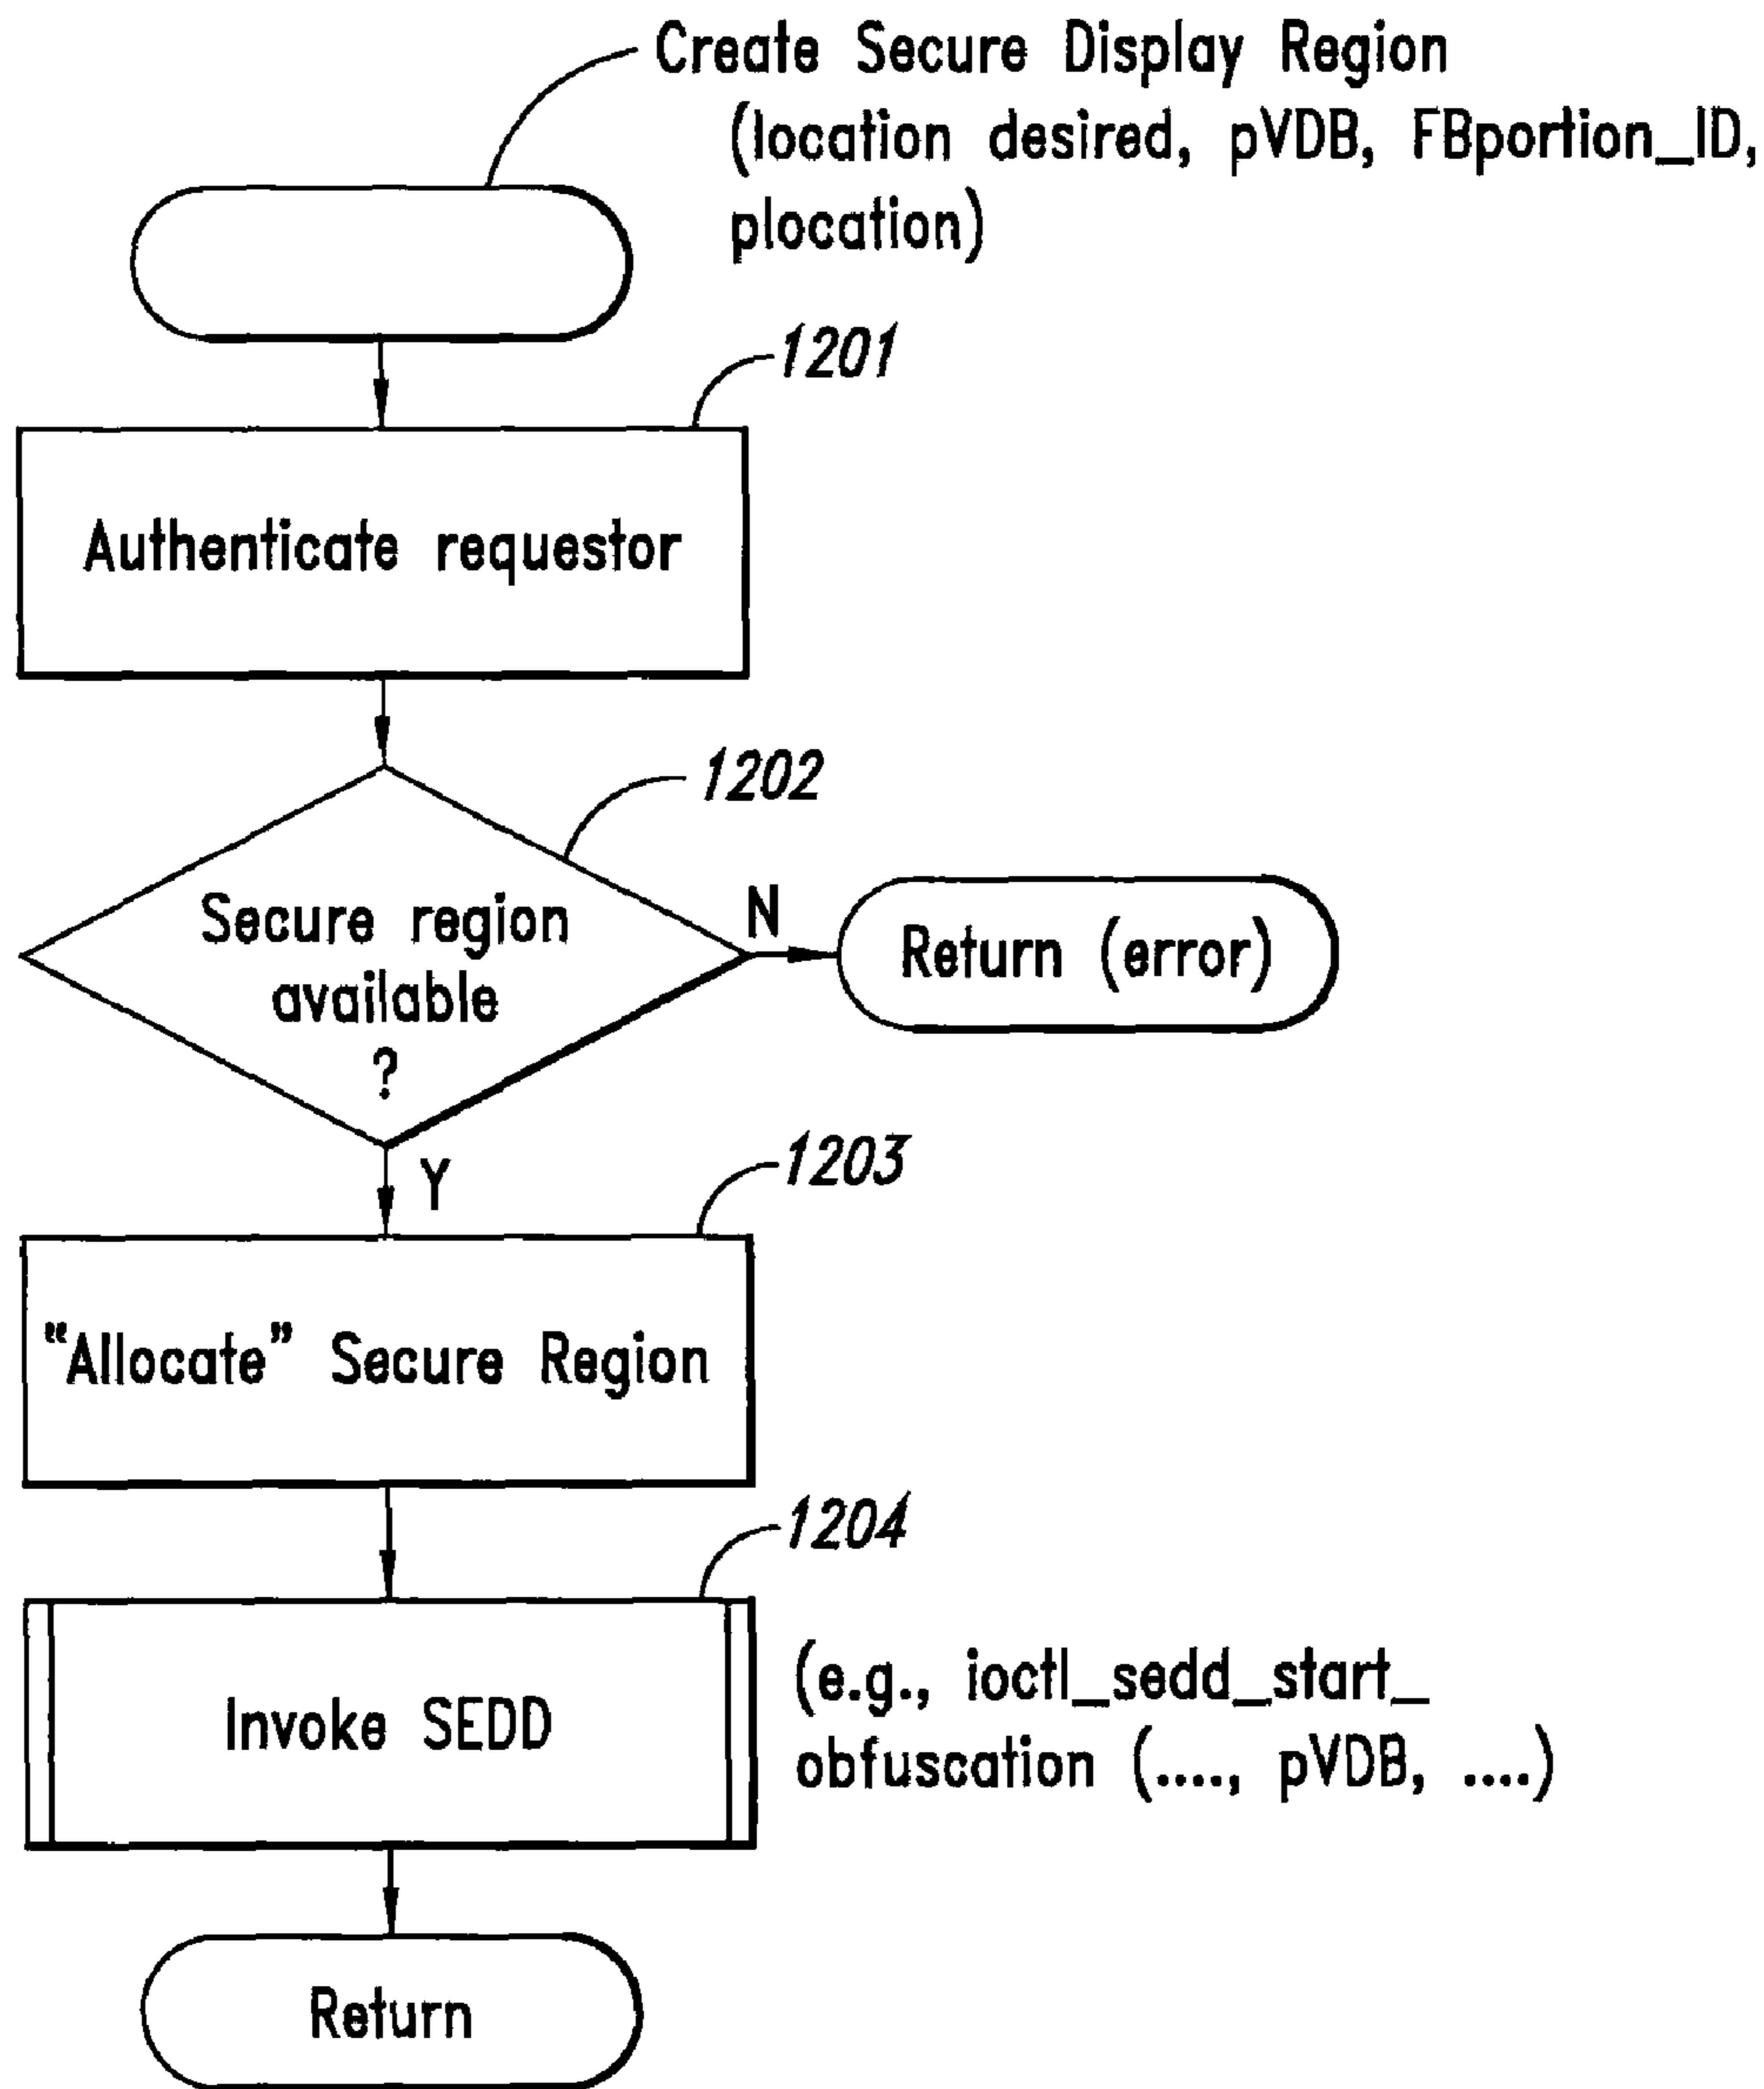 Create Secure Display Region
(location desired, pVDB, FBportion_ID,
plocation)
1201
Authenticate requestor
1202
Secure region
available
?
N
Return (error)
Y
1203
"Allocate" Secure Region
1204
Invoke SEDD
(e.g., ioctl_sedd_start_
obfuscation (...., pVDB, ....)
Return